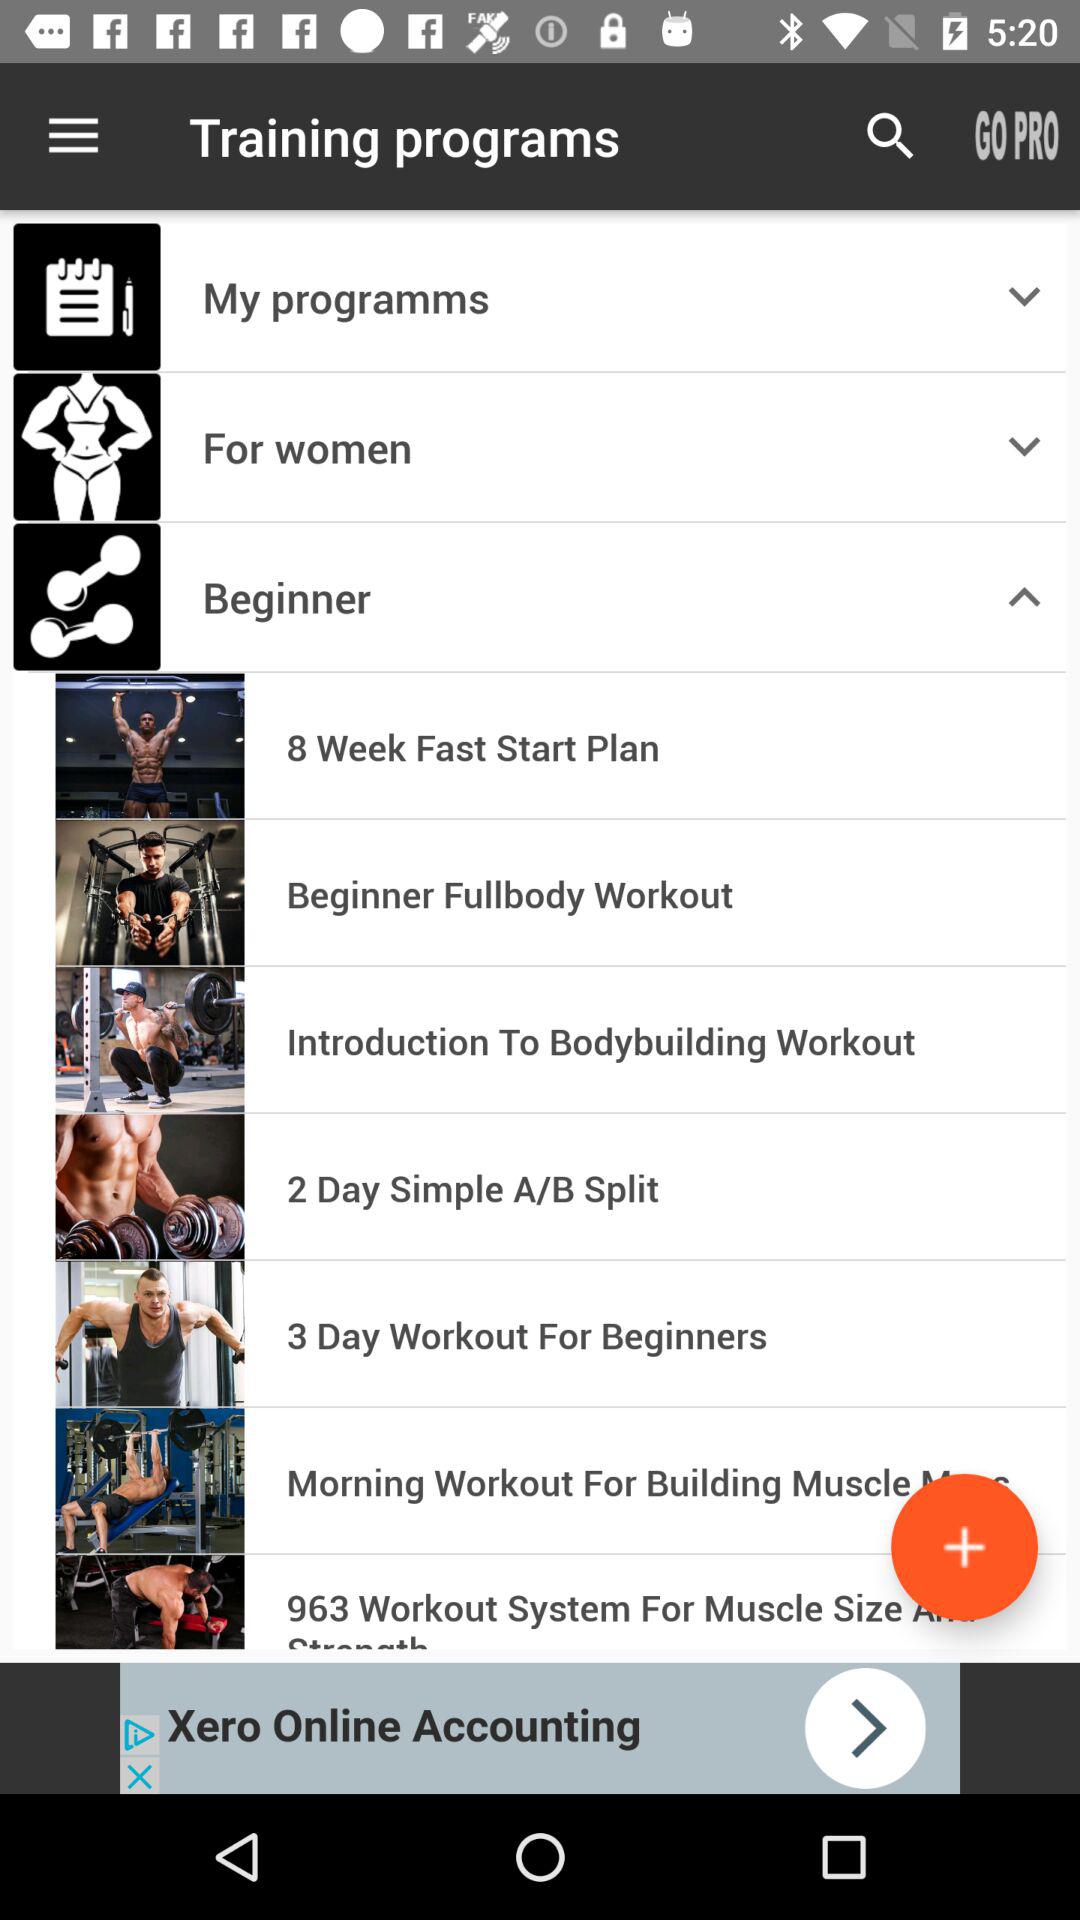 FAKE
5:20
Training programs
GO PRO
My programms
For women
Beginner
8 Week Fast Start Plan
Beginner Fullbody Workout
Introduction To Bodybuilding Workout
2 Day Simple A/B Split
3 Day Workout For Beginners
Morning Workout For Building Muscle
963 Workout System For Muscle Size
Strength
Xero Online Accounting